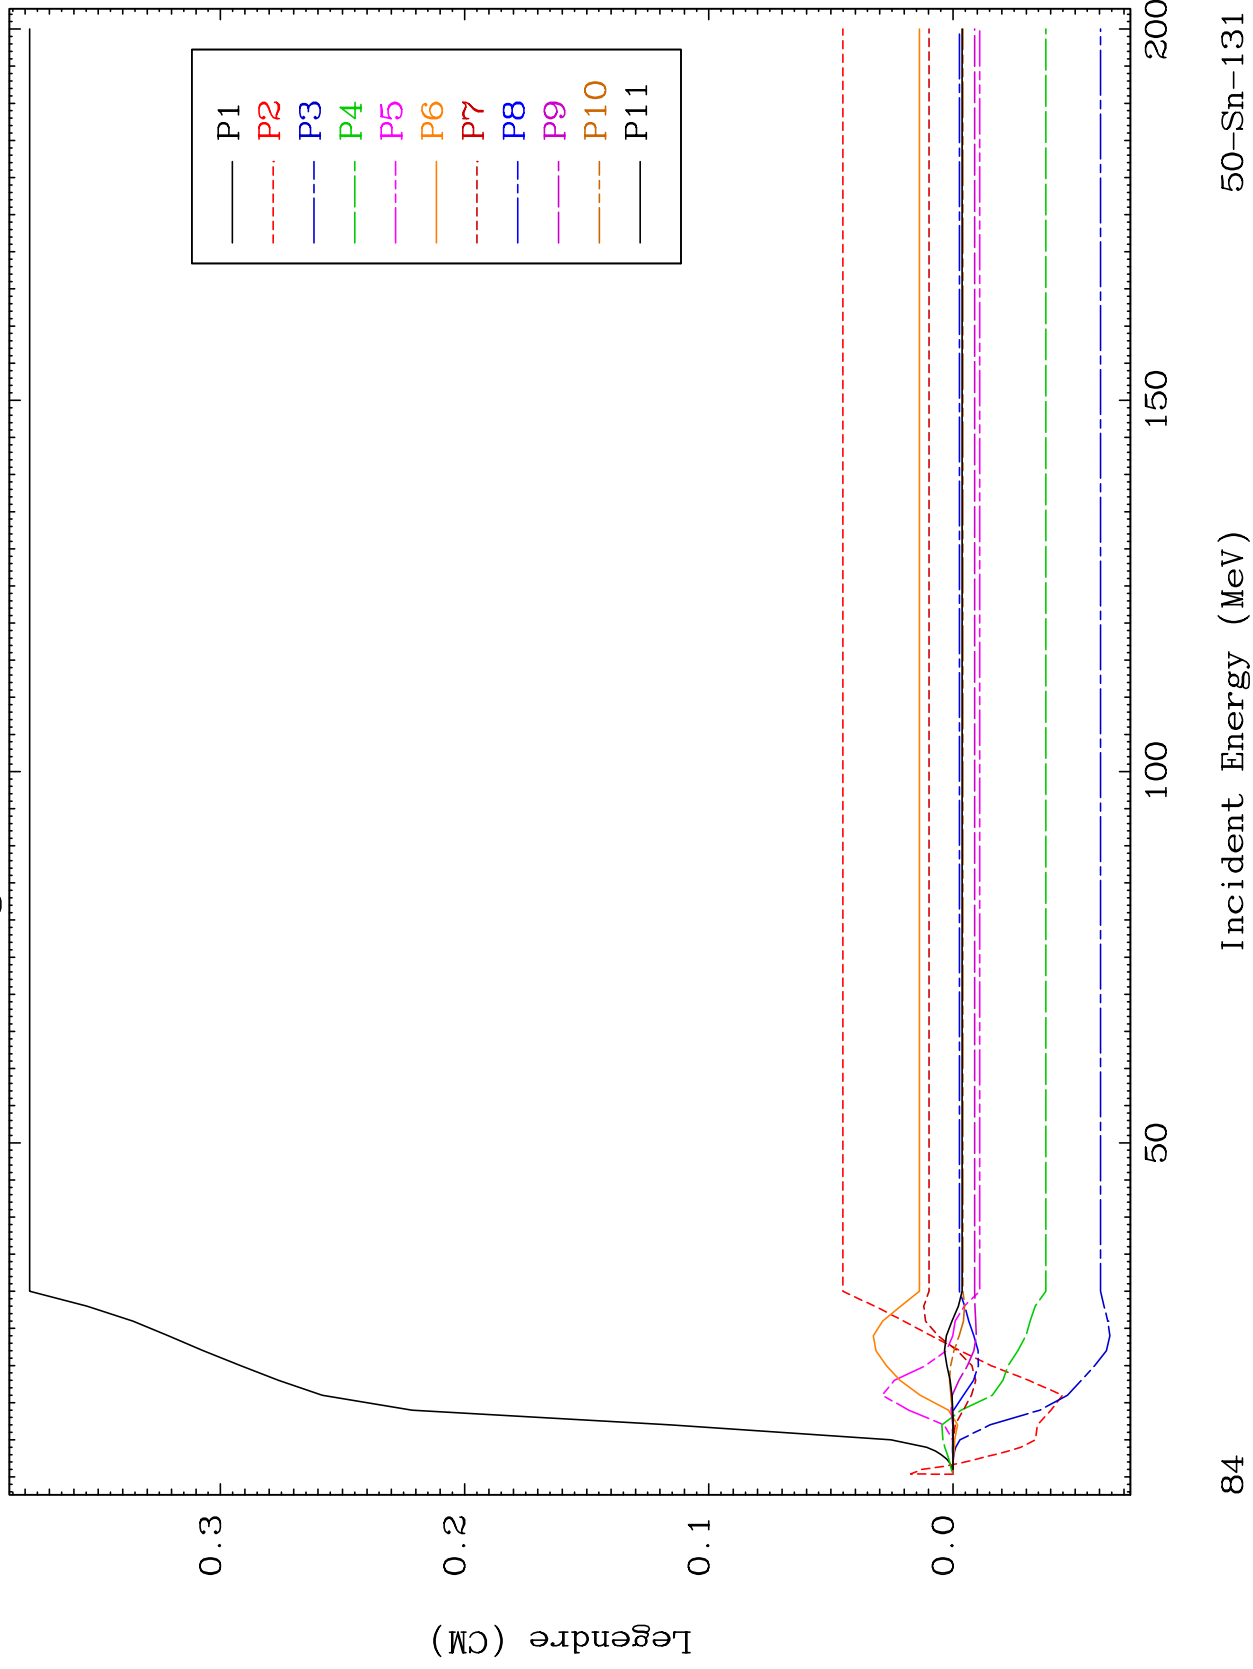 P1
P2
P3
P4
P5
P6
P7
P8
P9
P10
P11
0.3
0.2
0.1
0.0
Legendre (CM)
50
100
150
200
Incident Energy (MeV)
84
50-Sn-131